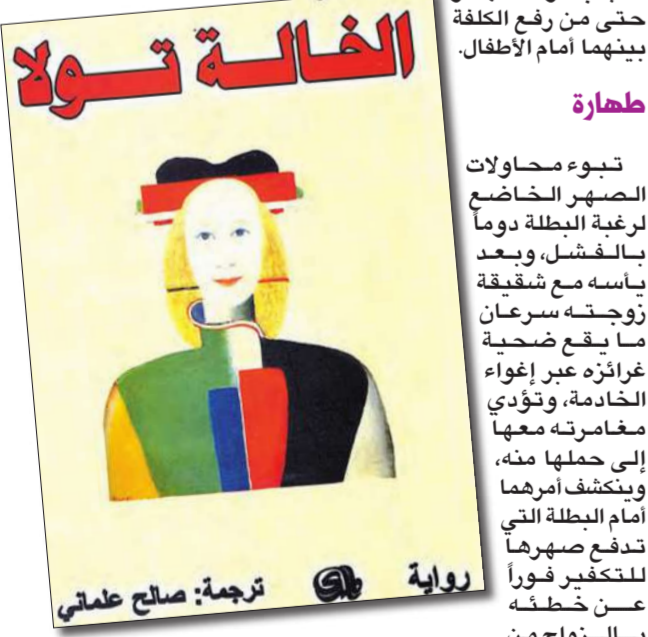 حتى من رفع الكلفة
بينهما أمام الأطفال.
طهارة
تبوء محاولات
الصهر الخاضع
لرغبة البطلة دوماً
بالفشل، وبعد
يأسه مع شقيقة
زوجته سرعان
ما يقع ضحية
غرائزه عبر إغواء
الخادمة، وتؤدي
مغامرته معها
إلى حملها منه،
وينكشف أمرهما
أمام البطلة التي
تدفع صهرها
للتكفير فوراً
عن خطئه
بالزواج من
الخالة تولا
رواية
ترجمة: صالح علماني